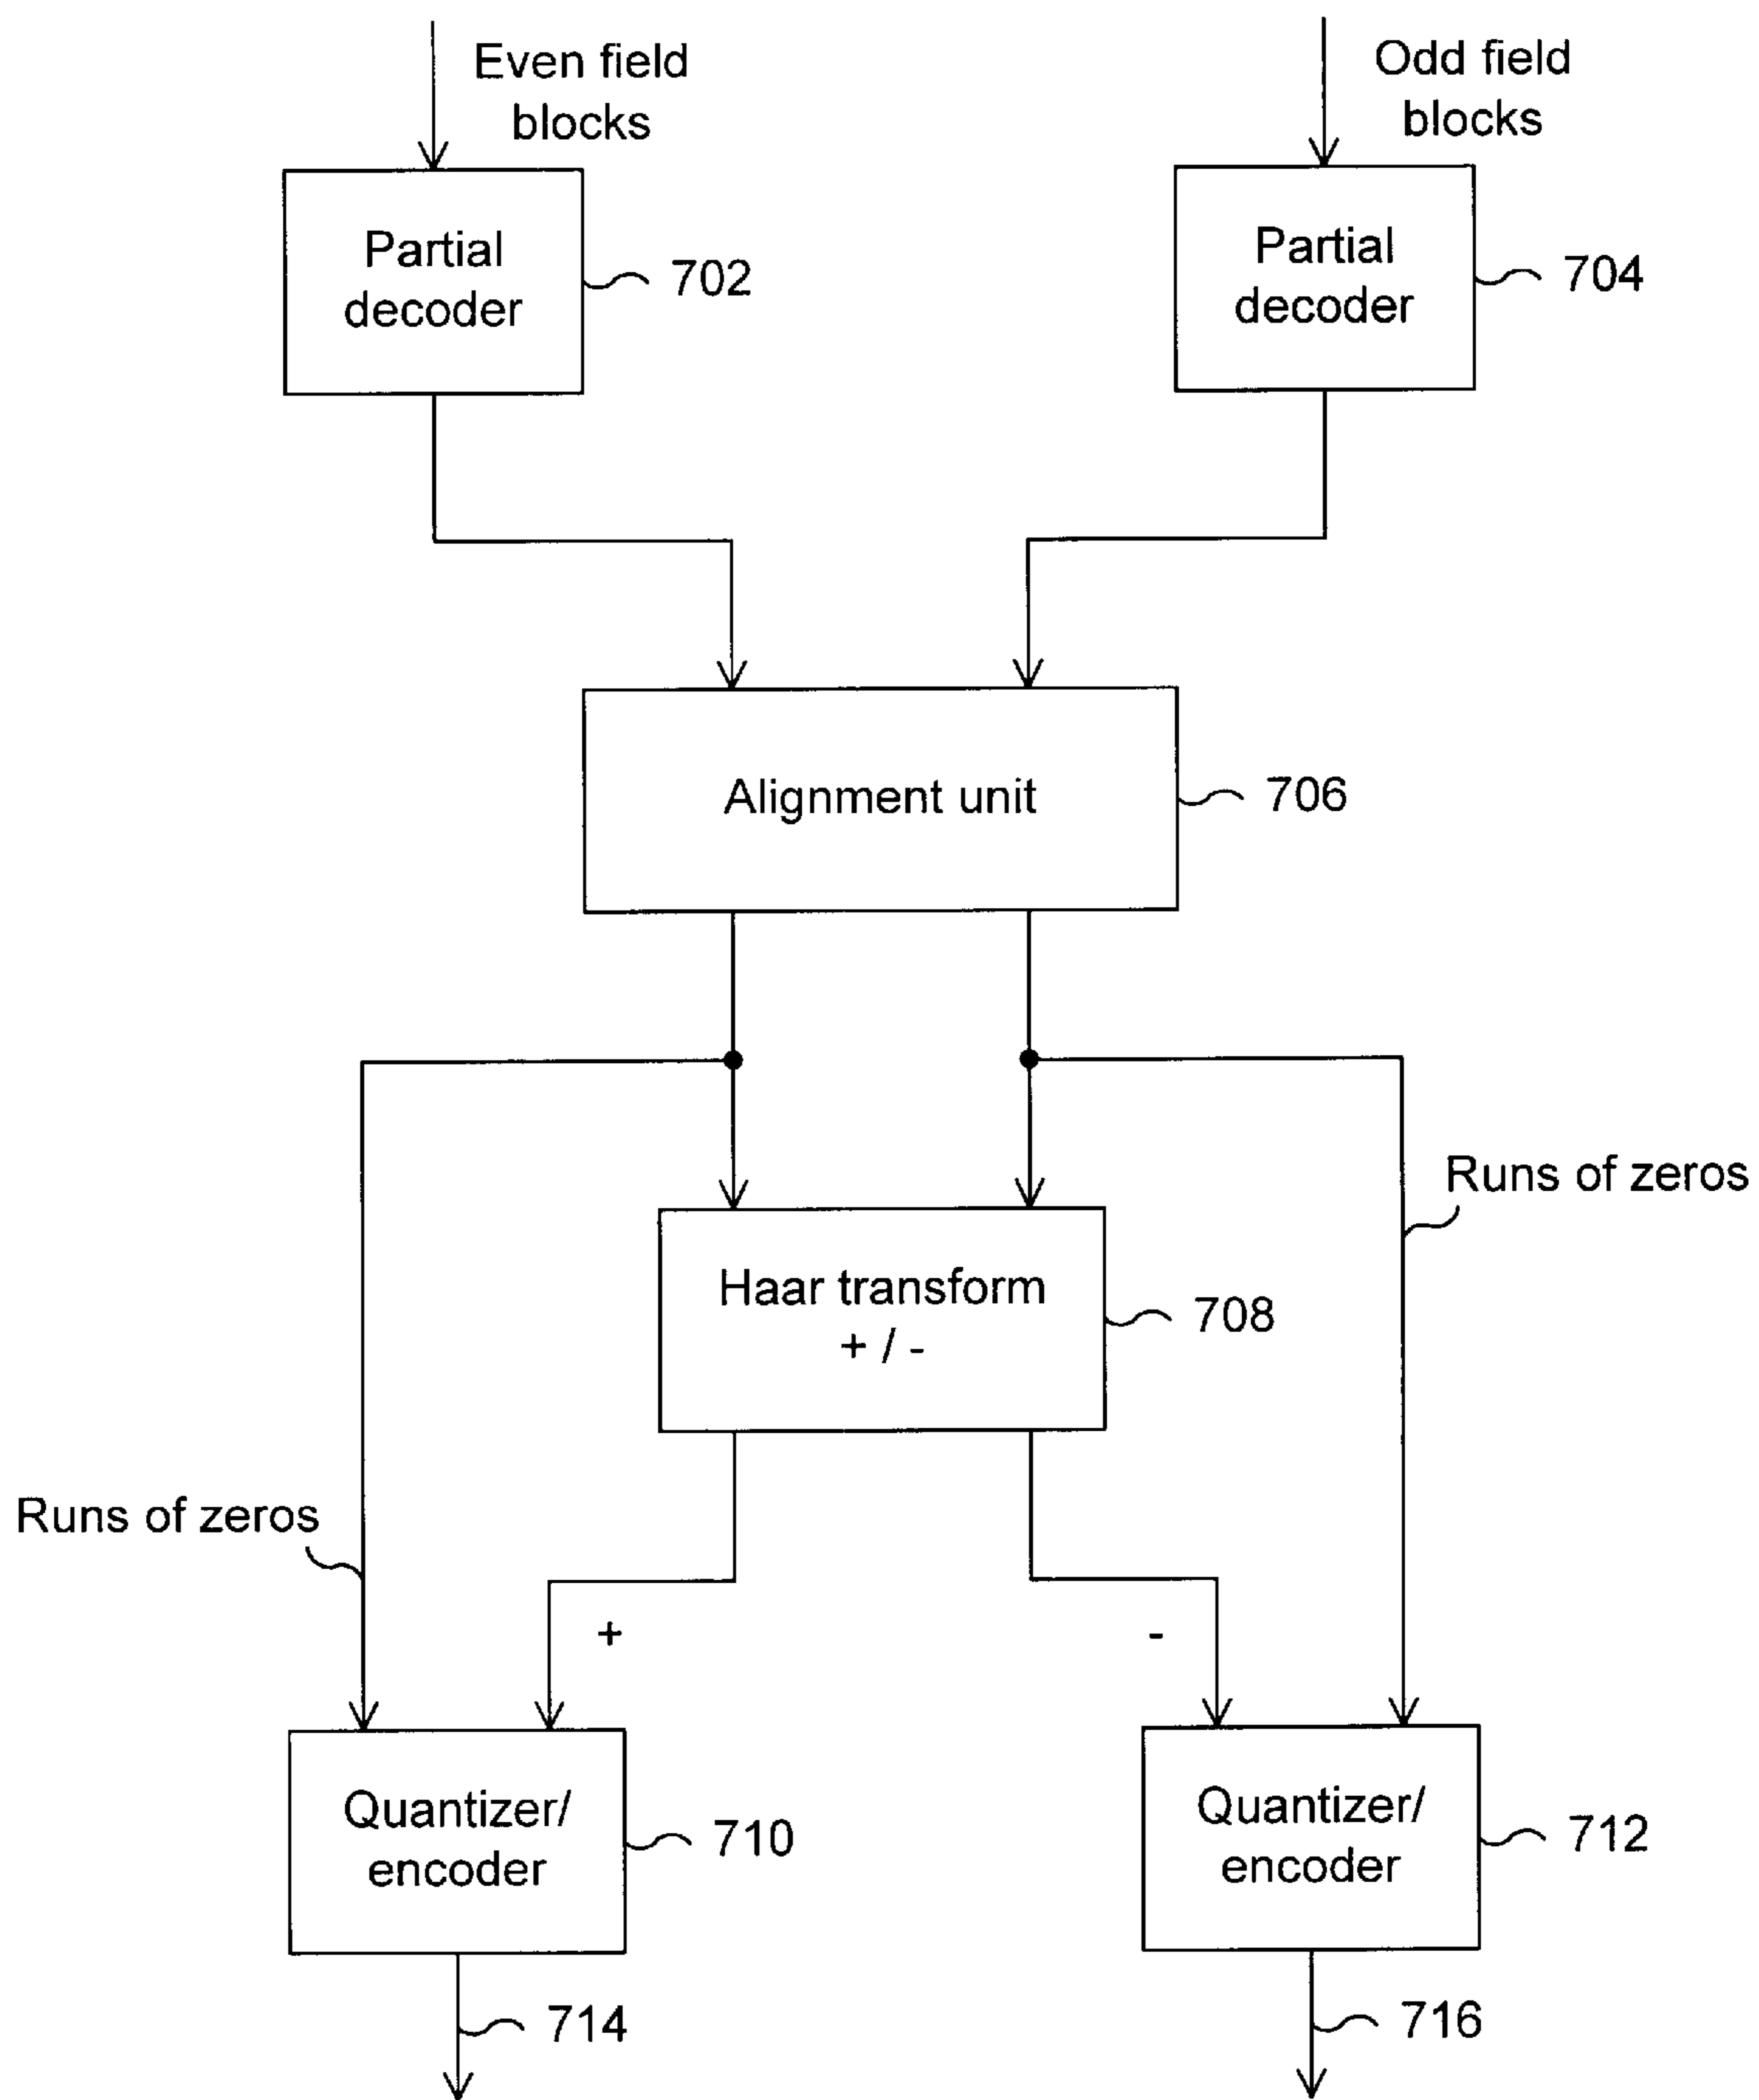 Even field
blocks
Odd field
blocks
Partial
decoder
702
Partial
decoder
704
Alignment unit
706
Runs of zeros
Haar transform
+ / -
708
Runs of zeros
+
-
Quantizer/
encoder
710
Quantizer/
encoder
712
714
716